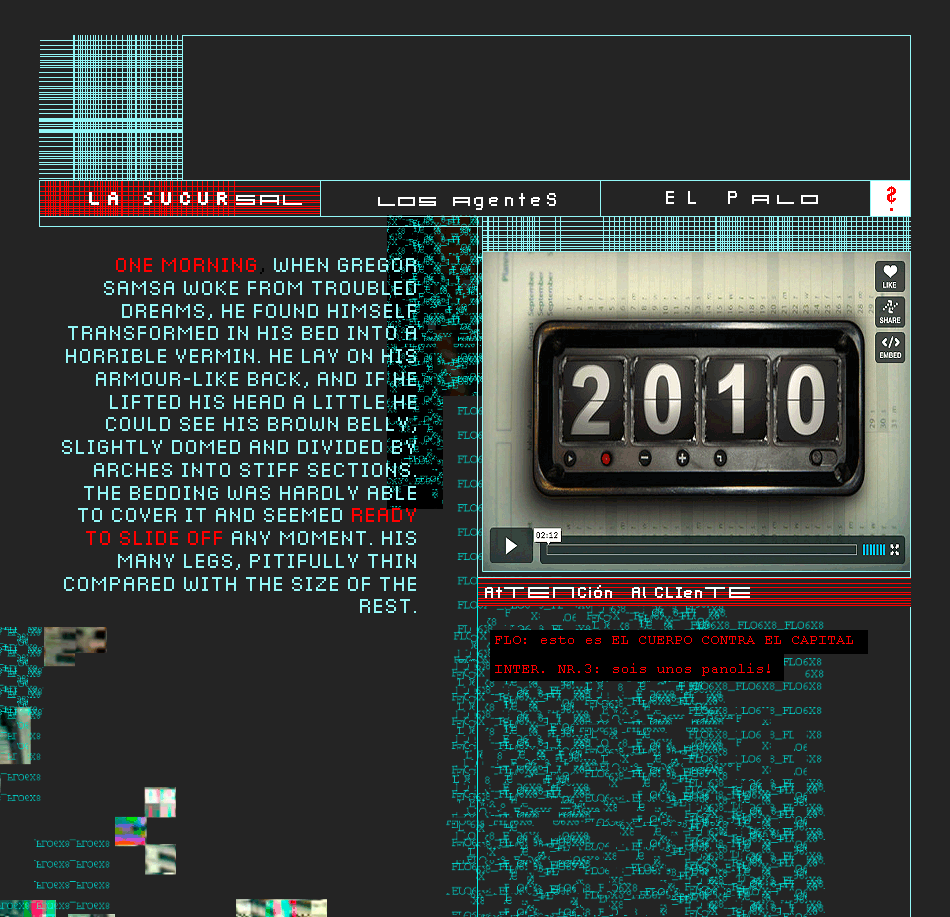 LA SUCURSAL
LOS AgenteS
EL PALO
?
ONE MORNING, WHEN GREGOR
SAMSA WOKE FROM TROUBLED
DREAMS, HE FOUND HIMSELF
TRANSFORMED IN HIS BED INTO A
HORRIBLE VERMIN. HE LAY ON HIS
ARMOUR-LIKE BACK, AND IF HE
LIFTED HIS HEAD A LITTLE HE
COULD SEE HIS BROWN BELLY,
SLIGHTLY DOMED AND DIVIDED BY
ARCHES INTO STIFF SECTIONS.
THE BEDDING WAS HARDLY ABLE
TO COVER IT AND SEEMED READY
TO SLIDE OFF ANY MOMENT. HIS
MANY LEGS, PITIFULLY THIN
COMPARED WITH THE SIZE OF THE
REST.
LIKE
SHARE
EMBED
2010
02:12
AtTENCión Al CLIenTE
FLO: esto es EL CUERPO CONTRA EL CAPITAL
INTER. NR.3: sois unos panolis!